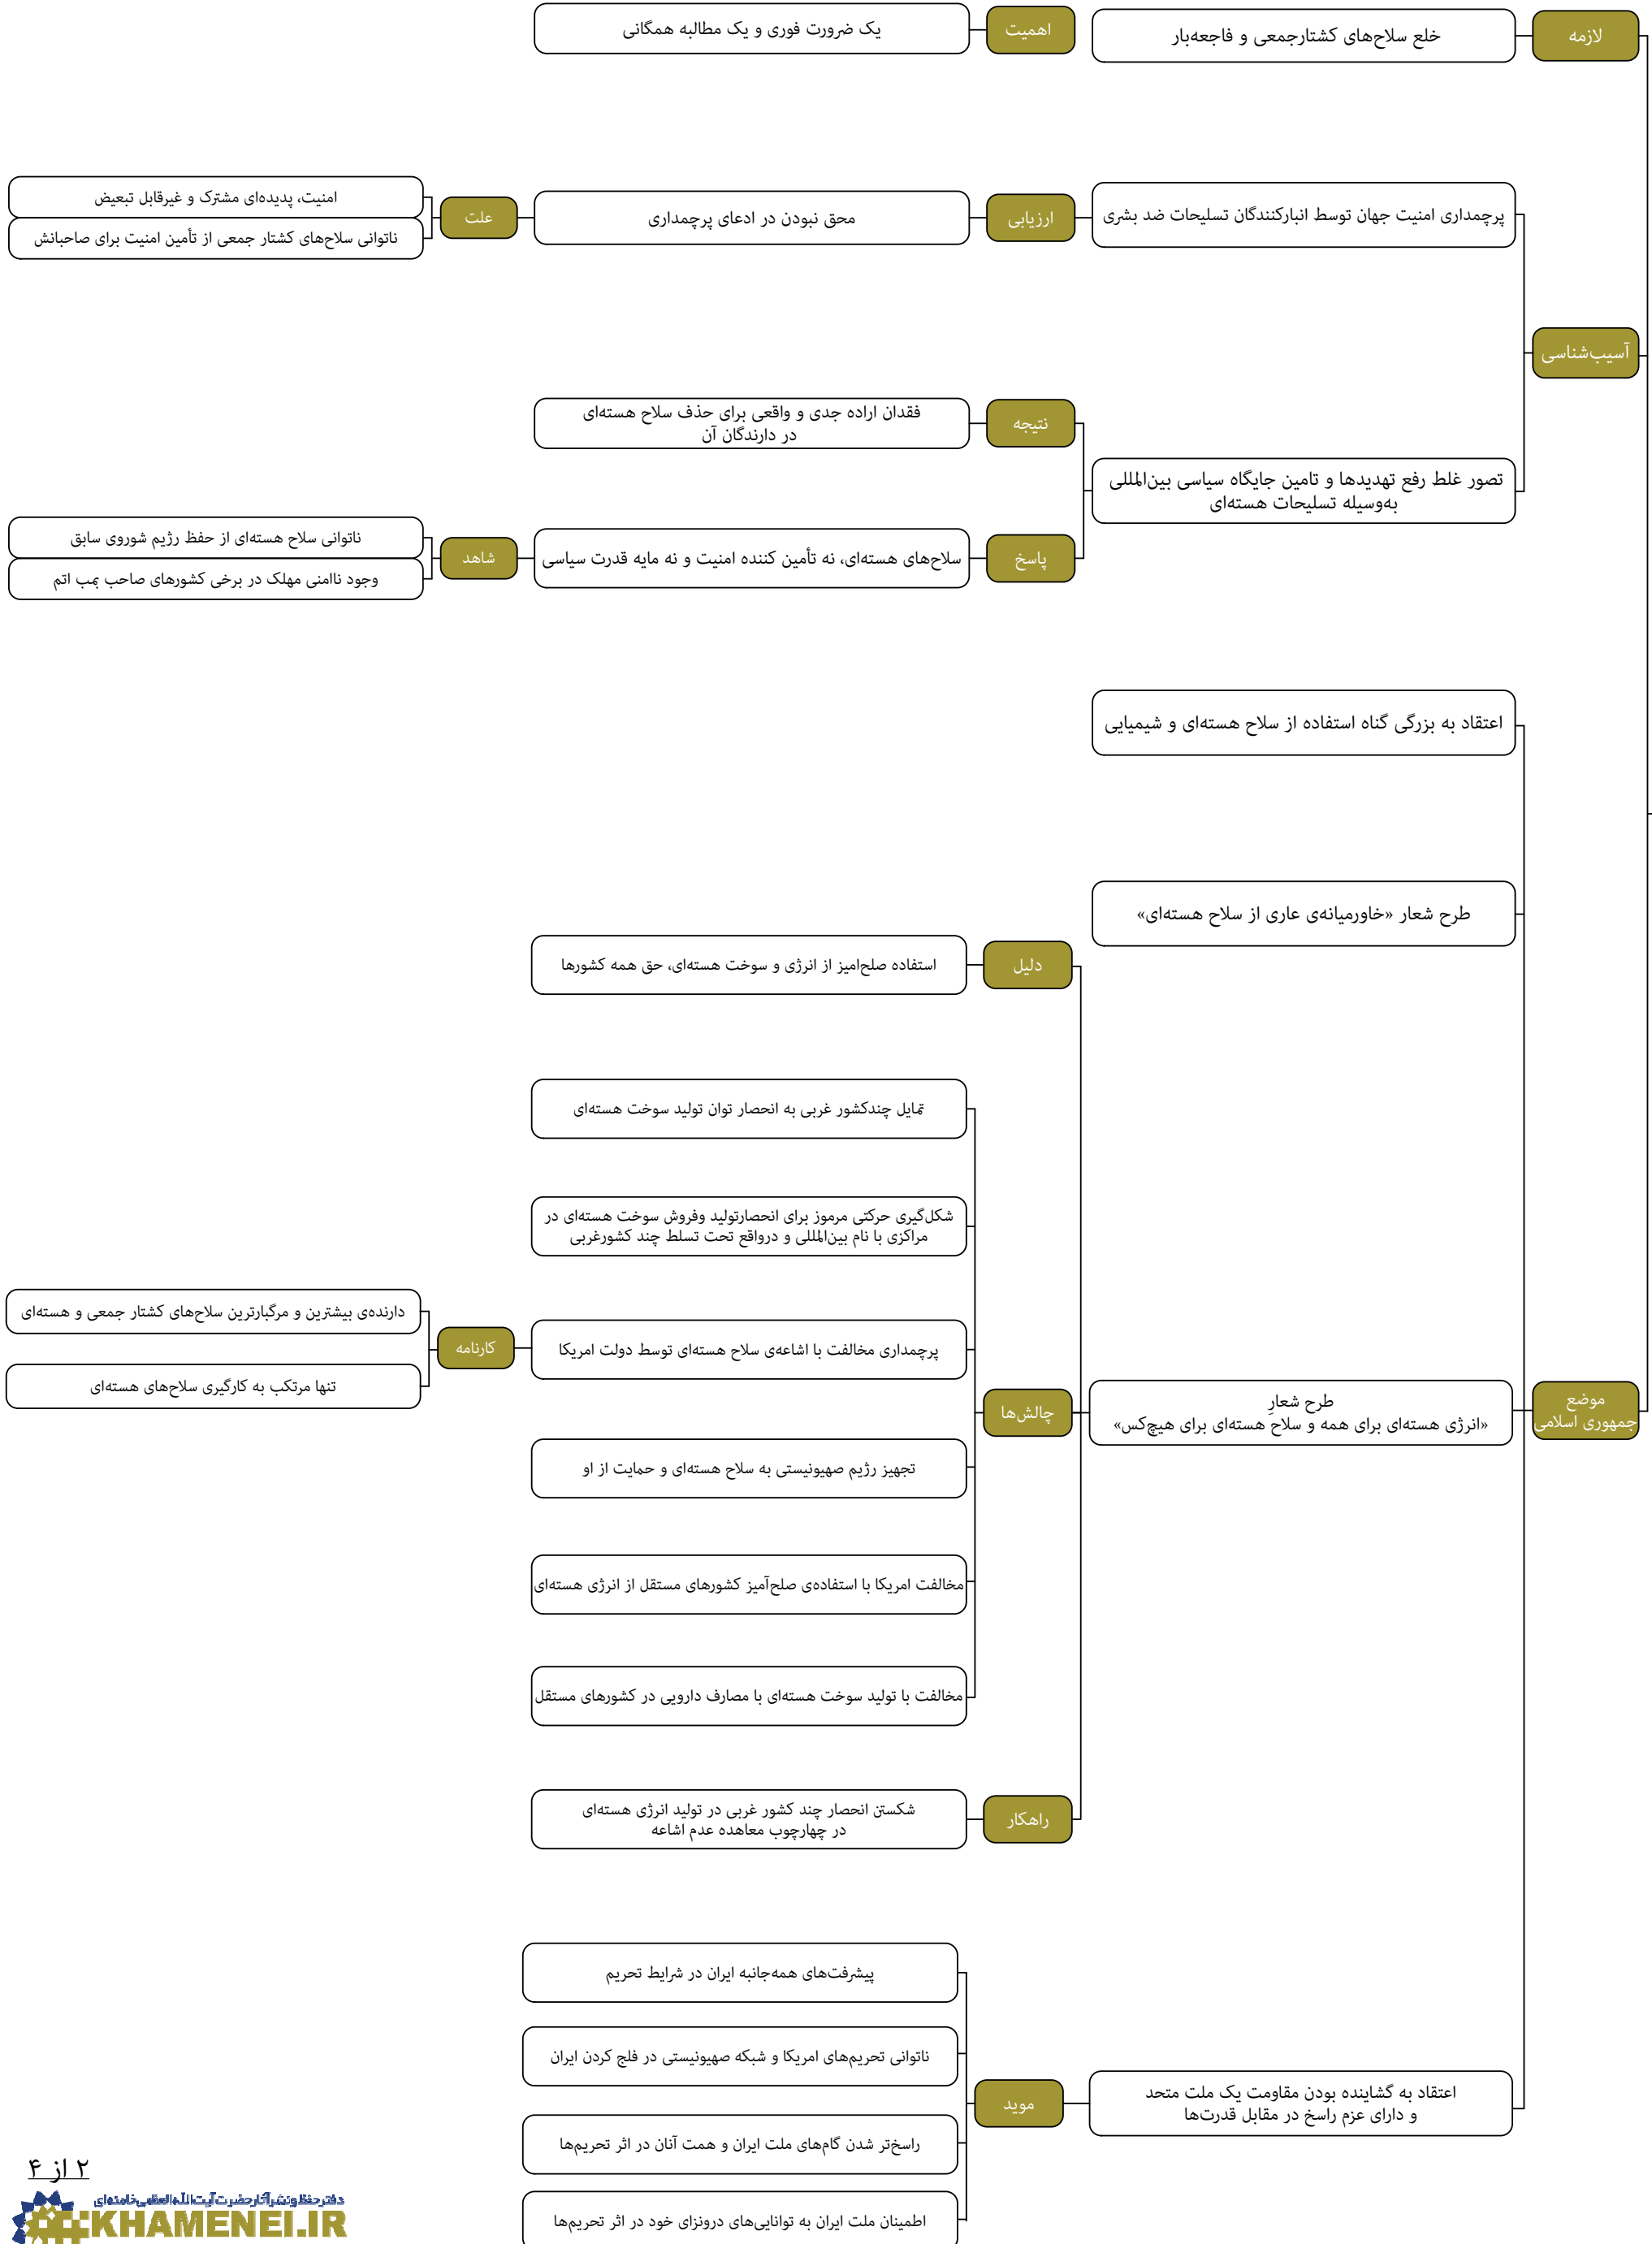 لازمه
خلع سلاح‌های کشتارجمعی و فاجعه‌بار
اهمیت
یک ضرورت فوری و یک مطالبه همگانی
آسیب‌شناسی
پرچمداری امنیت جهان توسط انبارکنندگان تسلیحات ضد بشری
ارزیابی
محق نبودن در ادعای پرچمداری
علت
امنیت، پدیده‌ای مشترک و غیرقابل تبعیض
ناتوانی سلاح‌های کشتار جمعی از تأمین امنیت برای صاحبانش
تصور غلط رفع تهدیدها و تامین جایگاه سیاسی بین‌المللی
به‌وسیله تسلیحات هسته‌ای
نتیجه
فقدان اراده جدی و واقعی برای حذف سلاح هسته‌ای
در دارندگان آن
پاسخ
سلاح‌های هسته‌ای، نه تأمین کننده امنیت و نه مایه قدرت سیاسی
شاهد
ناتوانی سلاح هسته‌ای از حفظ رژیم شوروی سابق
وجود ناامنی مهلک در برخی کشورهای صاحب بمب اتم
موضع
جمهوری اسلامی
اعتقاد به بزرگی گناه استفاده از سلاح هسته‌ای و شیمیایی
طرح شعار «خاورمیانه‌ی عاری از سلاح هسته‌ای»
طرح شعارِ
«انرژی هسته‌ای برای همه و سلاح هسته‌ای برای هیچ‌کس»
دلیل
استفاده صلح‌امیز از انرژی و سوخت هسته‌ای، حق همه کشورها
چالش‌ها
تمایل چندکشور غربی به انحصار توان تولید سوخت هسته‌ای
شکل‌گیری حرکتی مرموز برای انحصارتولید وفروش سوخت هسته‌ای در
مراکزی با نام بین‌المللی و درواقع تحت تسلط چند کشورغربی
پرچمداری مخالفت با اشاعه‌ی سلاح هسته‌ای توسط دولت امریکا
کارنامه
دارنده‌ی بیشترین و مرگبارترین سلاح‌های کشتار جمعی و هسته‌ای
تنها مرتکب به کارگیری سلاح‌های هسته‌ای
تجهیز رژیم صهیونیستی به سلاح هسته‌ای و حمایت از او
مخالفت امریکا با استفاده‌ی صلح‌آمیز کشورهای مستقل از انرژی هسته‌ای
مخالفت با تولید سوخت هسته‌ای با مصارف دارویی در کشورهای مستقل
راهکار
شکستن انحصار چند کشور غربی در تولید انرژی هسته‌ای
در چهارچوب معاهده عدم اشاعه
اعتقاد به گشاینده بودن مقاومت یک ملت متحد
و دارای عزم راسخ در مقابل قدرت‌ها
موید
پیشرفت‌های همه‌جانبه ایران در شرایط تحریم
ناتوانی تحریم‌های امریکا و شبکه صهیونیستی در فلج کردن ایران
راسخ‌تر شدن گام‌های ملت ایران و همت آنان در اثر تحریم‌ها
اطمینان ملت ایران به توانایی‌های درونزای خود در اثر تحریم‌ها
۲ از ۴
دفتر حفظ و نشر آثار حضرت آیت‌الله العظمی خامنه‌ای
KHAMENEI.IR